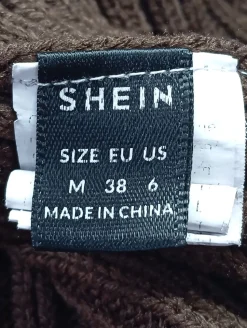 SHEIN
SIZE EU US
M 38 6
MADE IN CHINA